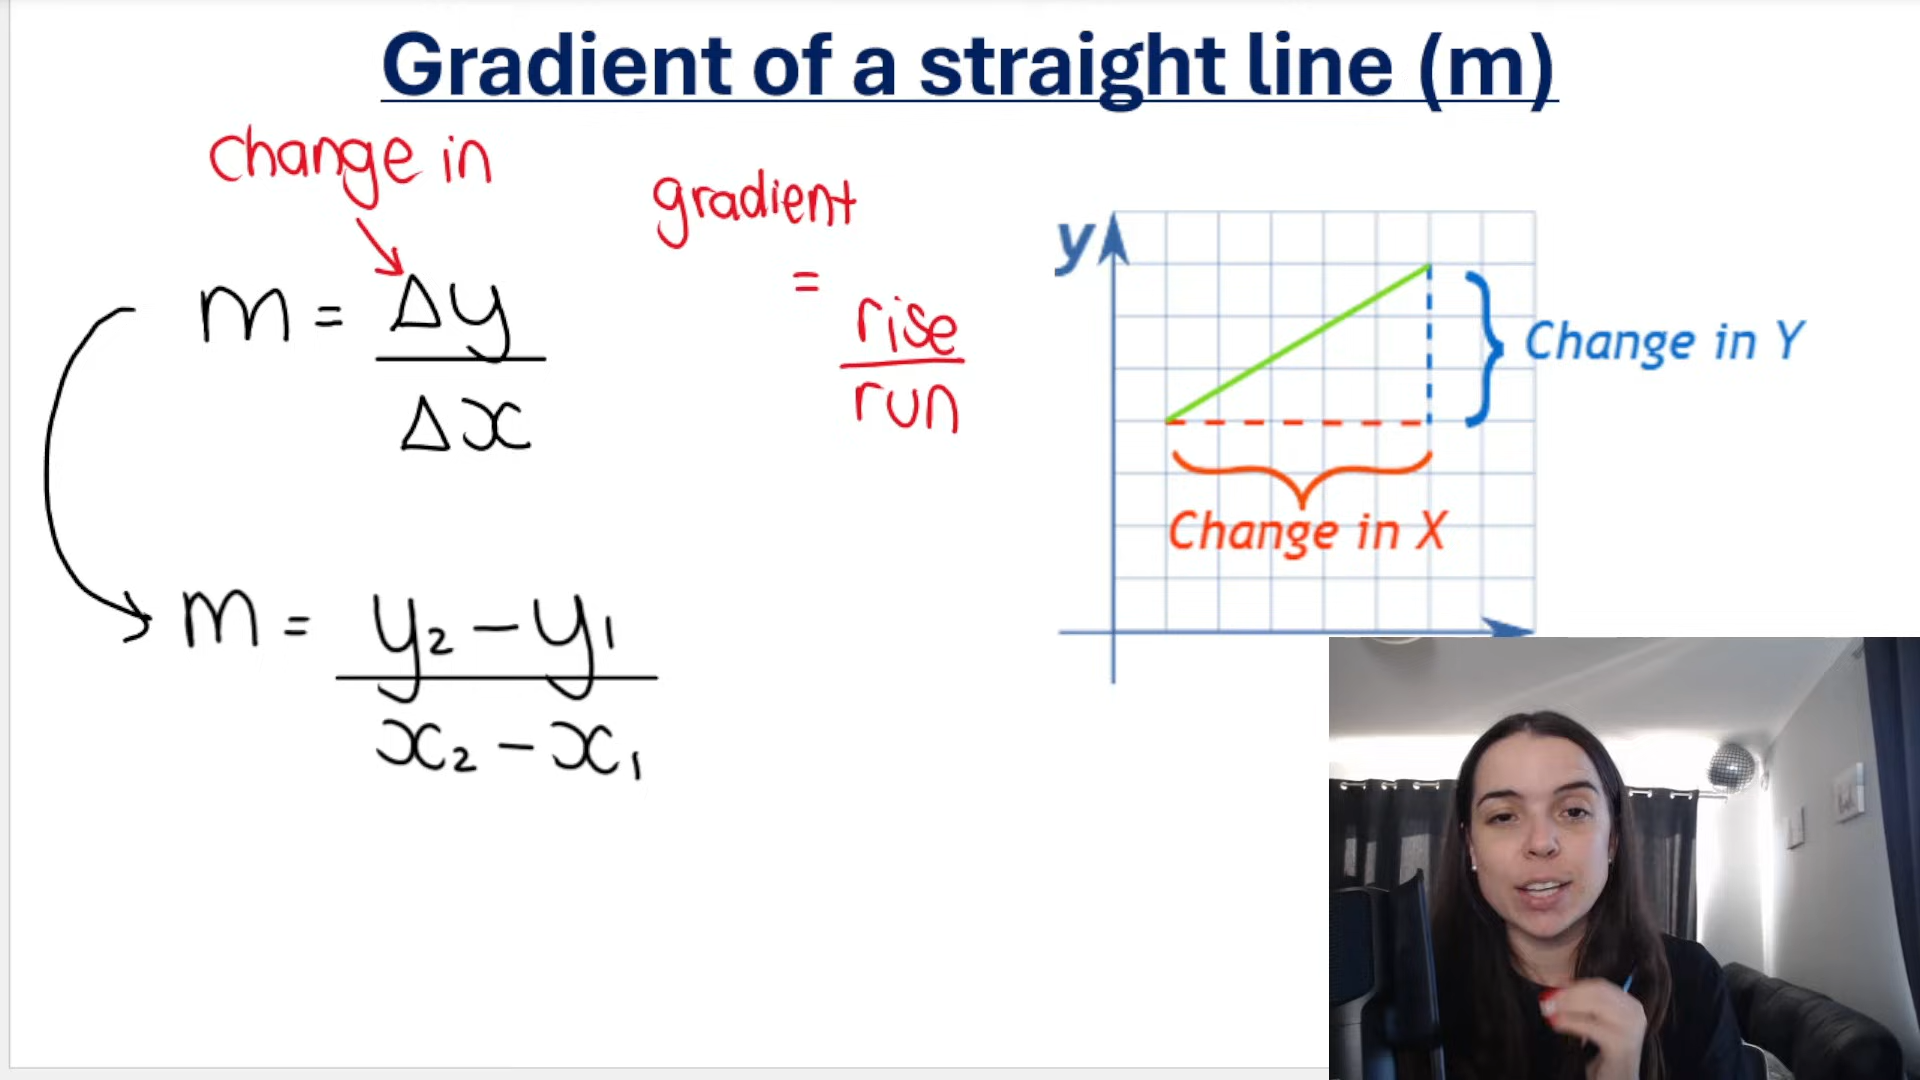 Gradient of a straight line (m)
change in
gradient
= rise
run
m = Δy
Δx
m = y₂ - y₁
x₂ - x₁
y
Change in Y
Change in X